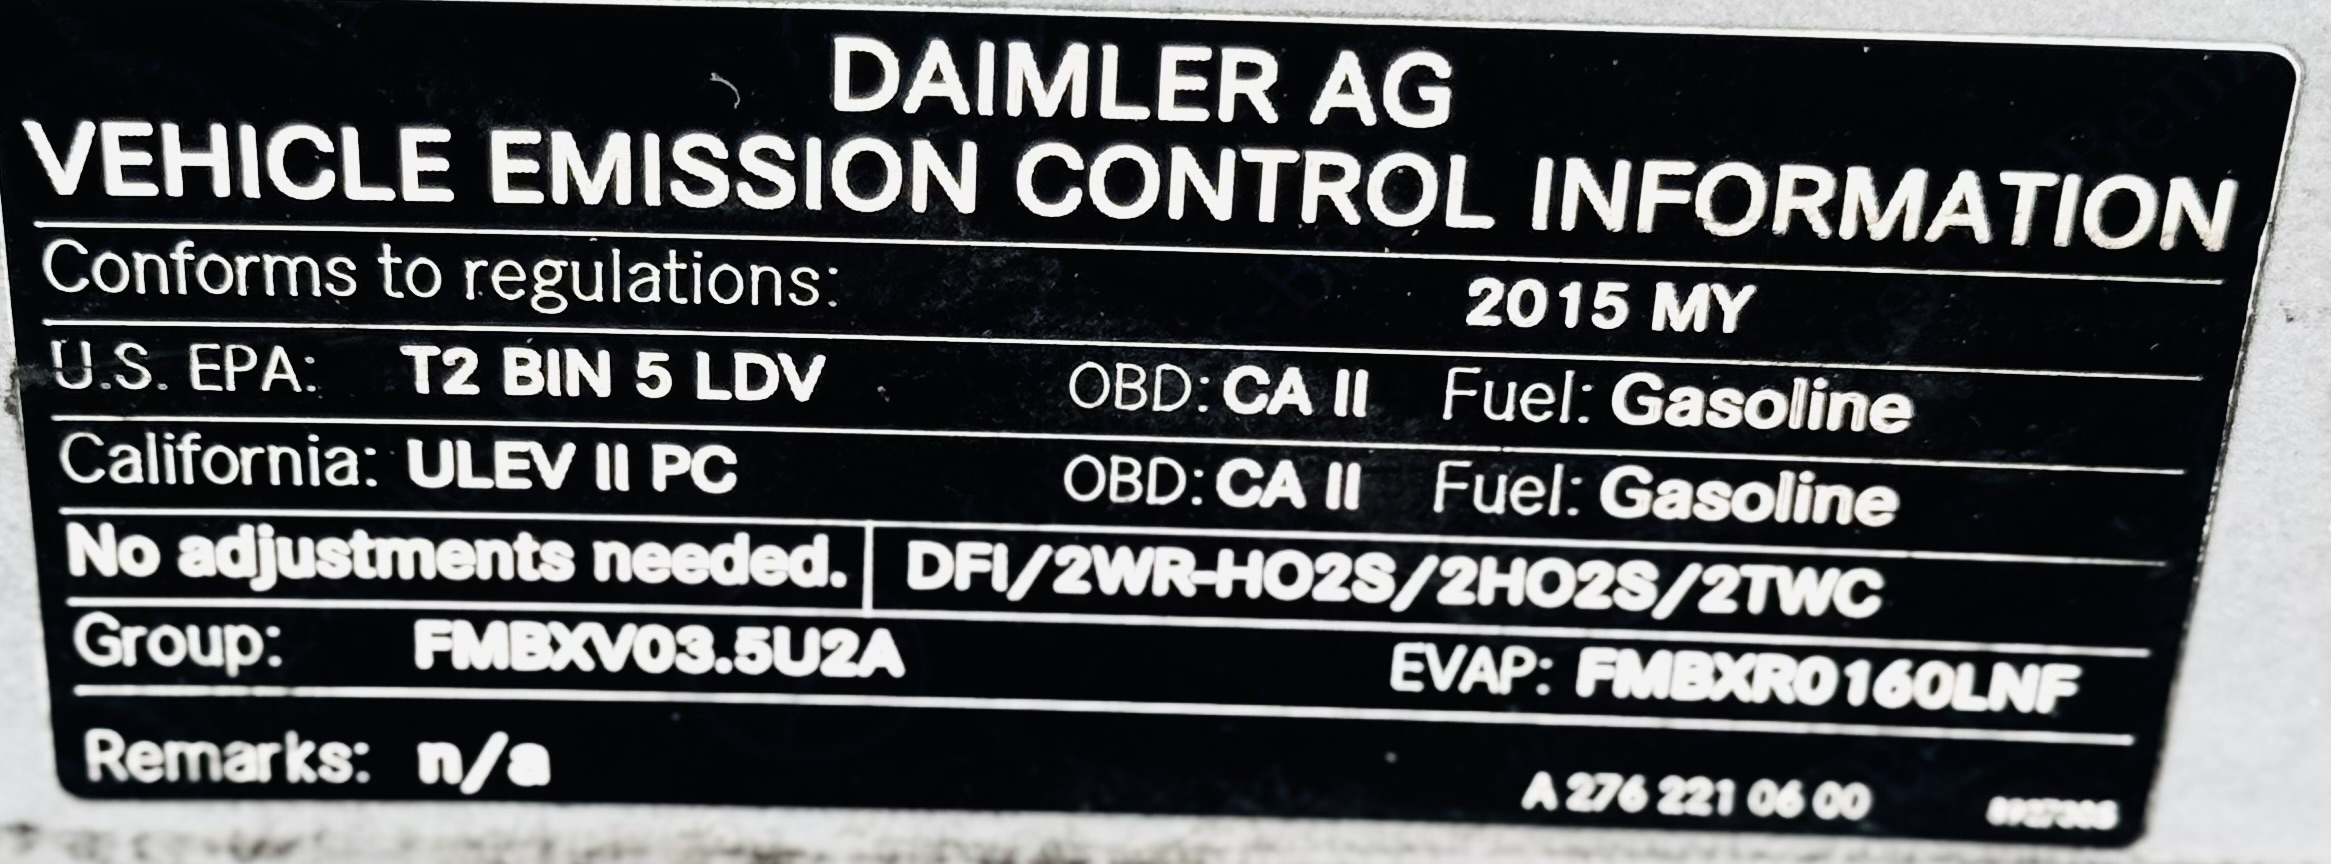 DAIMLER AG
VEHICLE EMISSION CONTROL INFORMATION
Conforms to regulations: 2015 MY
U.S. EPA: T2 BIN 5 LDV OBD: CA II Fuel: Gasoline
California: ULEV II PC OBD: CA II Fuel: Gasoline
No adjustments needed. DFI/2WR-HO2S/2HO2S/2TWC
Group: FMBXV03.5U2A EVAP: FMBXR0160LNF
Remarks: n/a
A 276 221 06 00